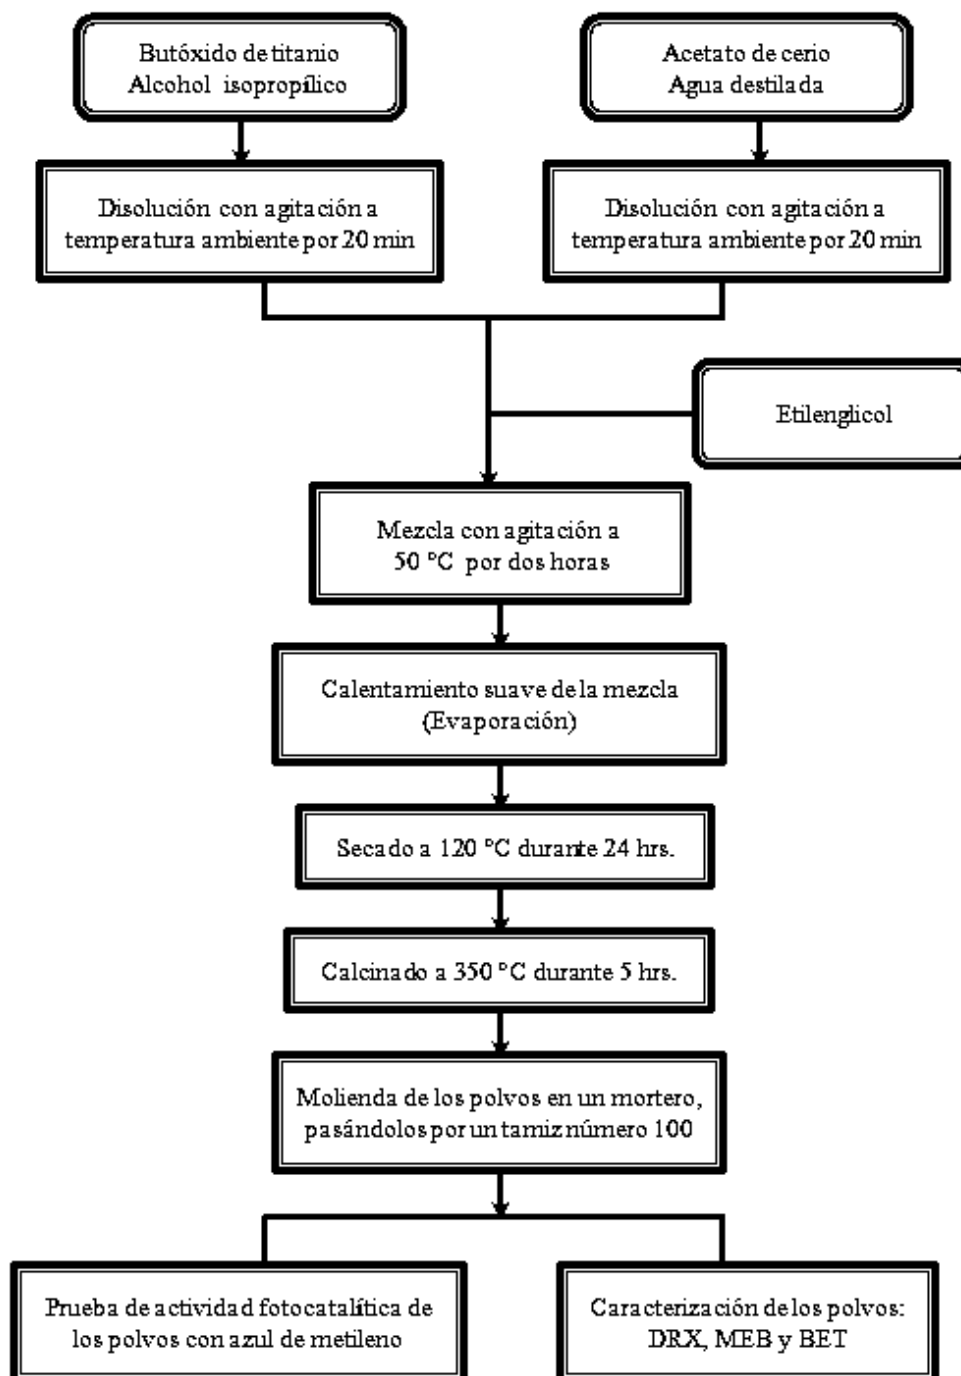 Butóxido de titanio
Alcohol isopropílico
Acetato de cerio
Agua destilada
Disolución con agitación a
temperatura ambiente por 20 min
Disolución con agitación a
temperatura ambiente por 20 min
Etilenglicol
Mezcla con agitación a
50 °C por dos horas
Calentamiento suave de la mezcla
(Evaporación)
Secado a 120 °C durante 24 hrs.
Calcinado a 350 °C durante 5 hrs.
Molienda de los polvos en un mortero,
pasándolos por un tamiz número 100
Prueba de actividad fotocatalítica de
los polvos con azul de metileno
Caracterización de los polvos:
DRX, MEB y BET